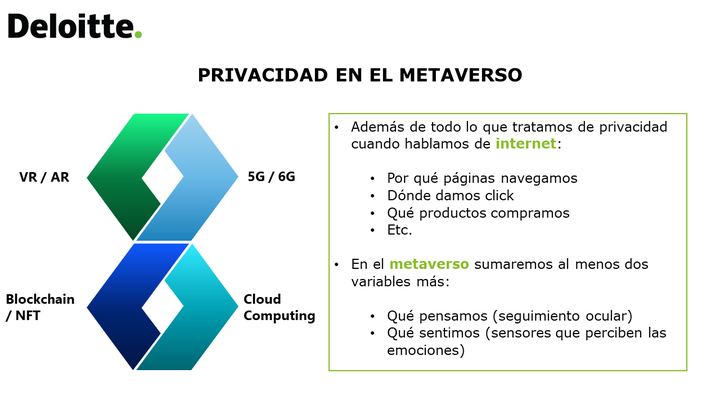 Deloitte.
PRIVACIDAD EN EL METAVERSO
VR / AR
5G / 6G
Blockchain
/ NFT
Cloud
Computing
• Además de todo lo que tratamos de privacidad
cuando hablamos de internet:
• Por qué páginas navegamos
• Dónde damos click
• Qué productos compramos
• Etc.
• En el metaverso sumaremos al menos dos
variables más:
• Qué pensamos (seguimiento ocular)
• Qué sentimos (sensores que perciben las
emociones)